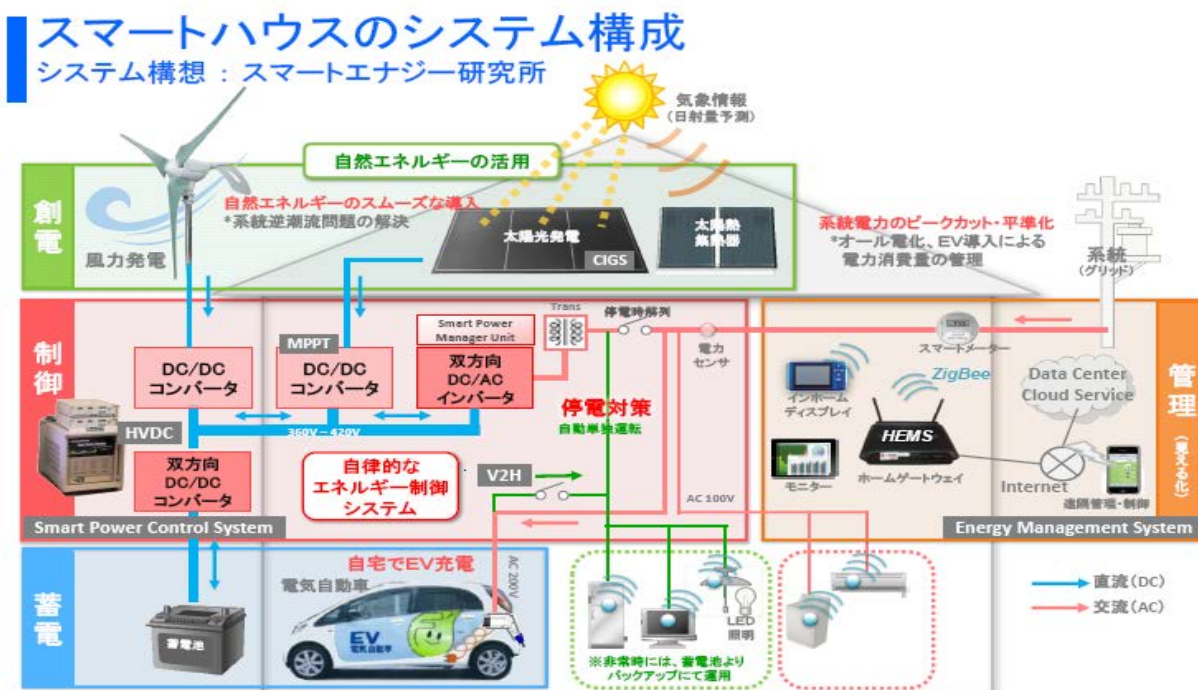 スマートハウスのシステム構成
システム構想 : スマートエナジー研究所
気象情報
(日射量予測)
自然エネルギーの活用
創電
自然エネルギーのスムーズな導入
*系統逆潮流問題の解決
風力発電
太陽光発電
CIGS
太陽熱
集熱器
系統電力のピークカット・平準化
*オール電化、EV導入による
電力消費量の管理
系統
(グリッド)
制御
DC/DC
コンバータ
MPPT
DC/DC
コンバータ
Smart Power
Manager Unit
双方向
DC/AC
インバータ
Trans
停電時解列
電力
センサ
スマートメーター
HVDC
360V−420V
停電対策
自動単独運転
双方向
DC/DC
コンバータ
自律的な
エネルギー制御
システム
V2H
AC 100V
Smart Power Control System
インホーム
ディスプレイ
ZigBee
Data Center
Cloud Service
HEMS
モニター
ホームゲートウェイ
Internet
遠隔管理・制御
管理
(見える化)
Energy Management System
蓄電
蓄電池
自宅でEV充電
電気自動車
AC 200V
EV
電気自動車
LED
照明
※非常時には、蓄電池より
バックアップにて運用
直流(DC)
交流(AC)